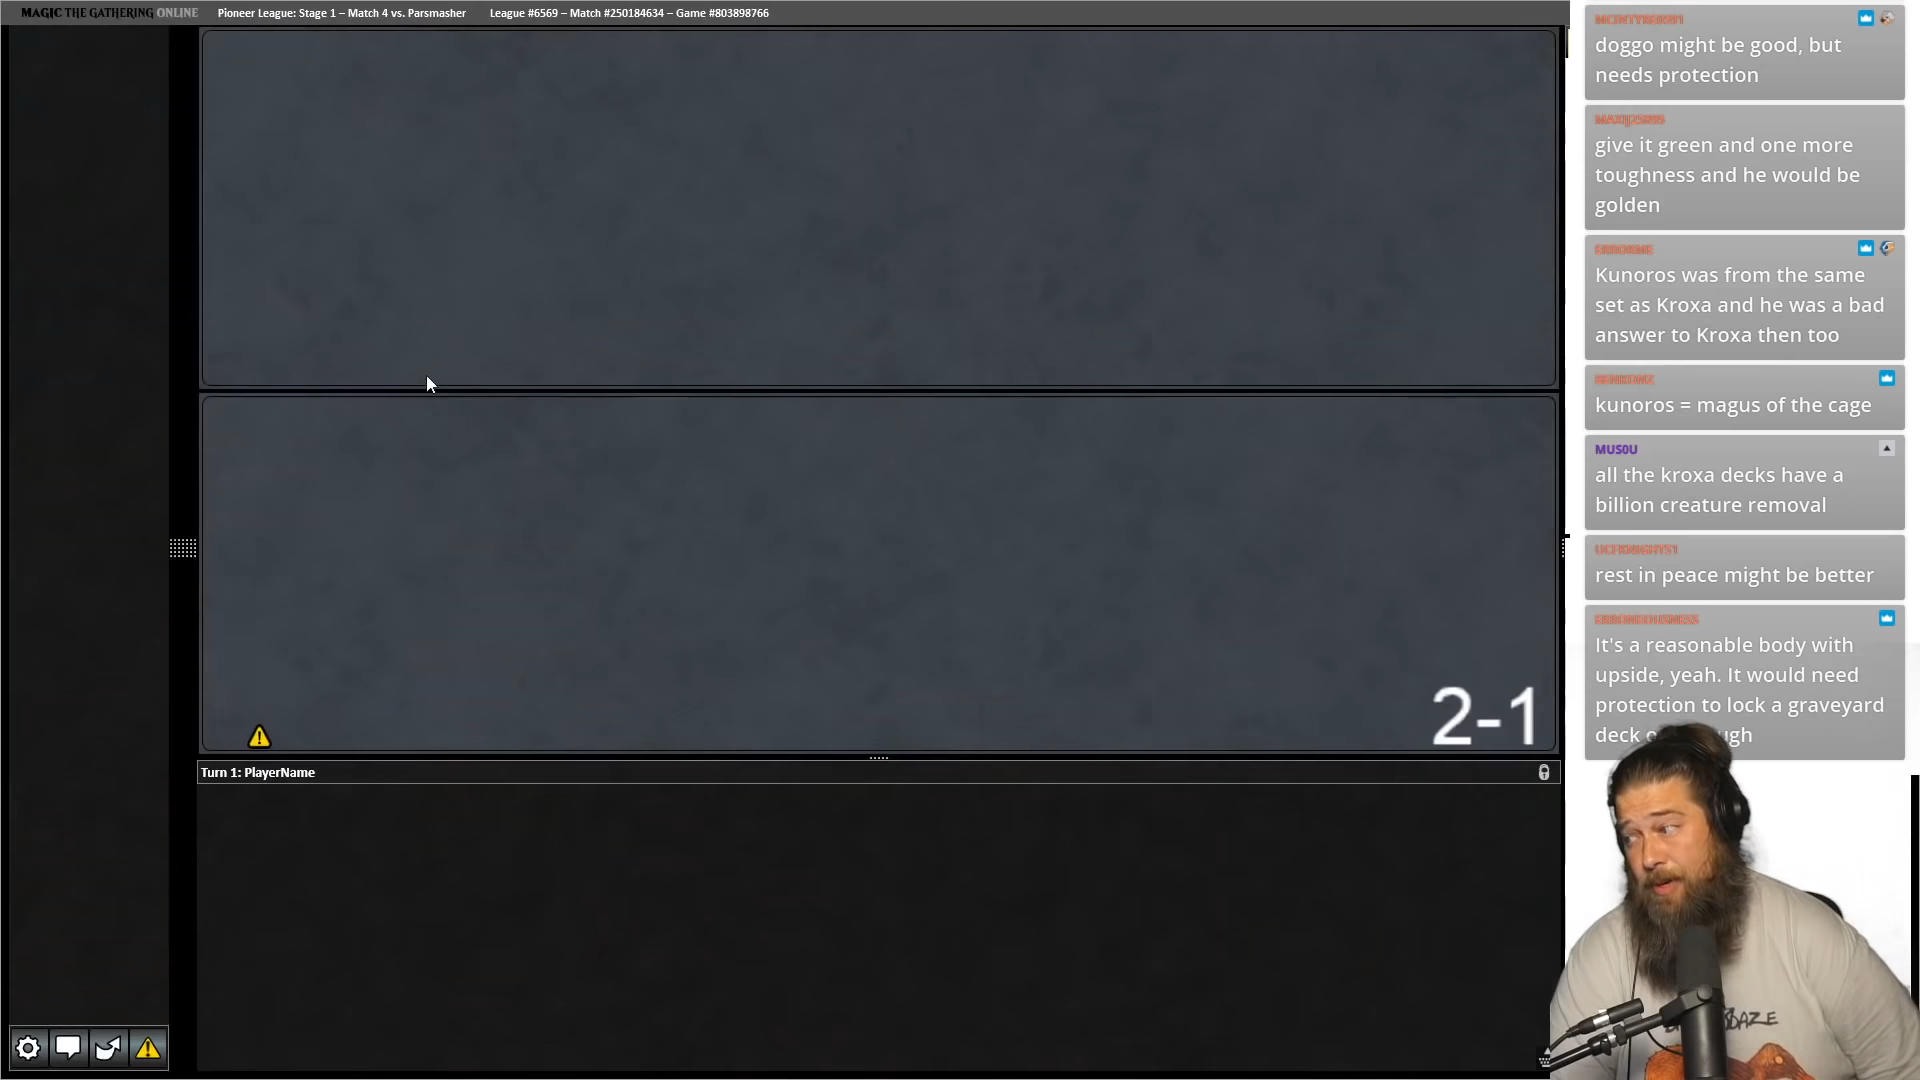 MAGIC THE GATHERING ONLINE
Pioneer League: Stage 1 – Match 4 vs. Parsmasher
League #6569 – Match #250184634 – Game #803898766
doggo might be good, but
needs protection
give it green and one more
toughness and he would be
golden
Kunoros was from the same
set as Kroxa and he was a bad
answer to Kroxa then too
kunoros = magus of the cage
MUS0U
all the kroxa decks have a
billion creature removal
UCFKNIGHTS1
rest in peace might be better
It's a reasonable body with
upside, yeah. It would need
protection to lock a graveyard
deck
2-1
Turn 1: PlayerName